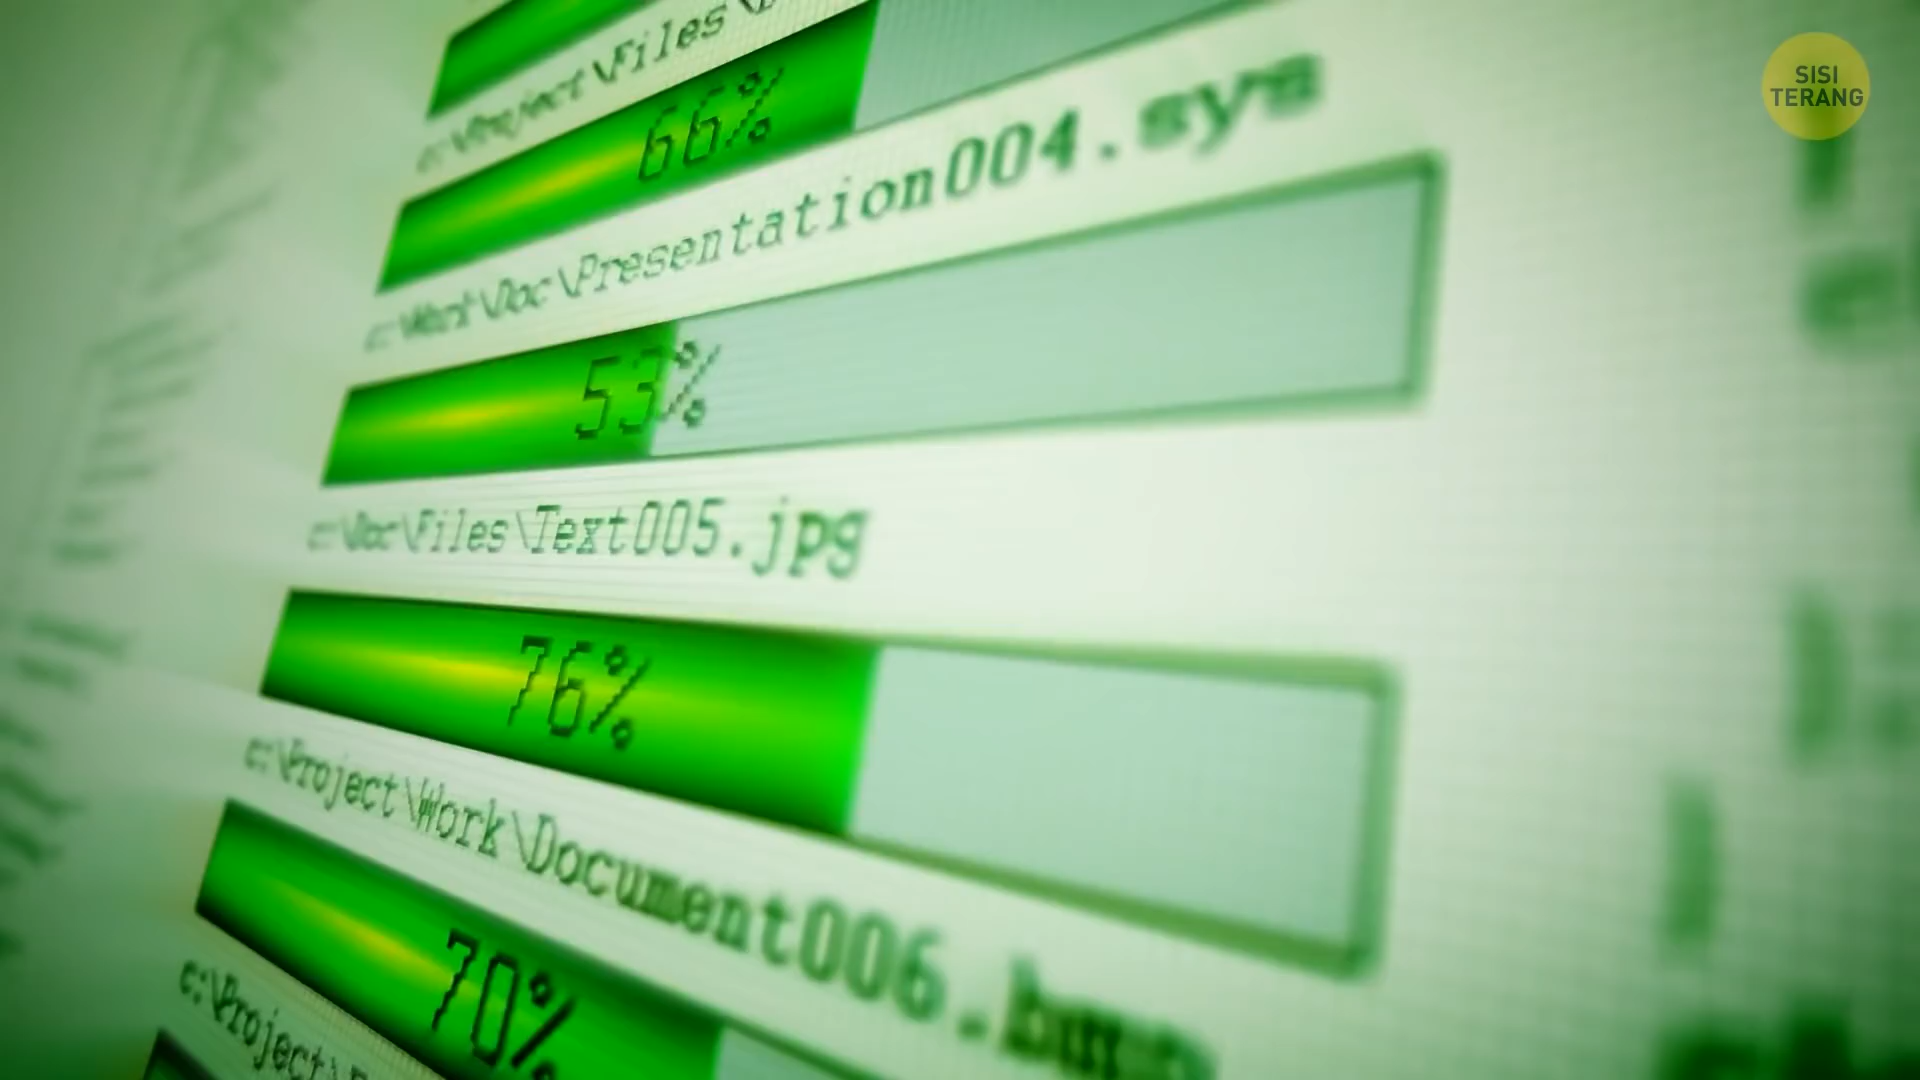 c:\Project\Files\
66%
c:\Work\Doc\Presentation004.sys
53%
c:\Doc\Files\Text005.jpg
76%
c:\Project\Work\Document006.bmp
70%
c:\Project\
SISI
TERANG